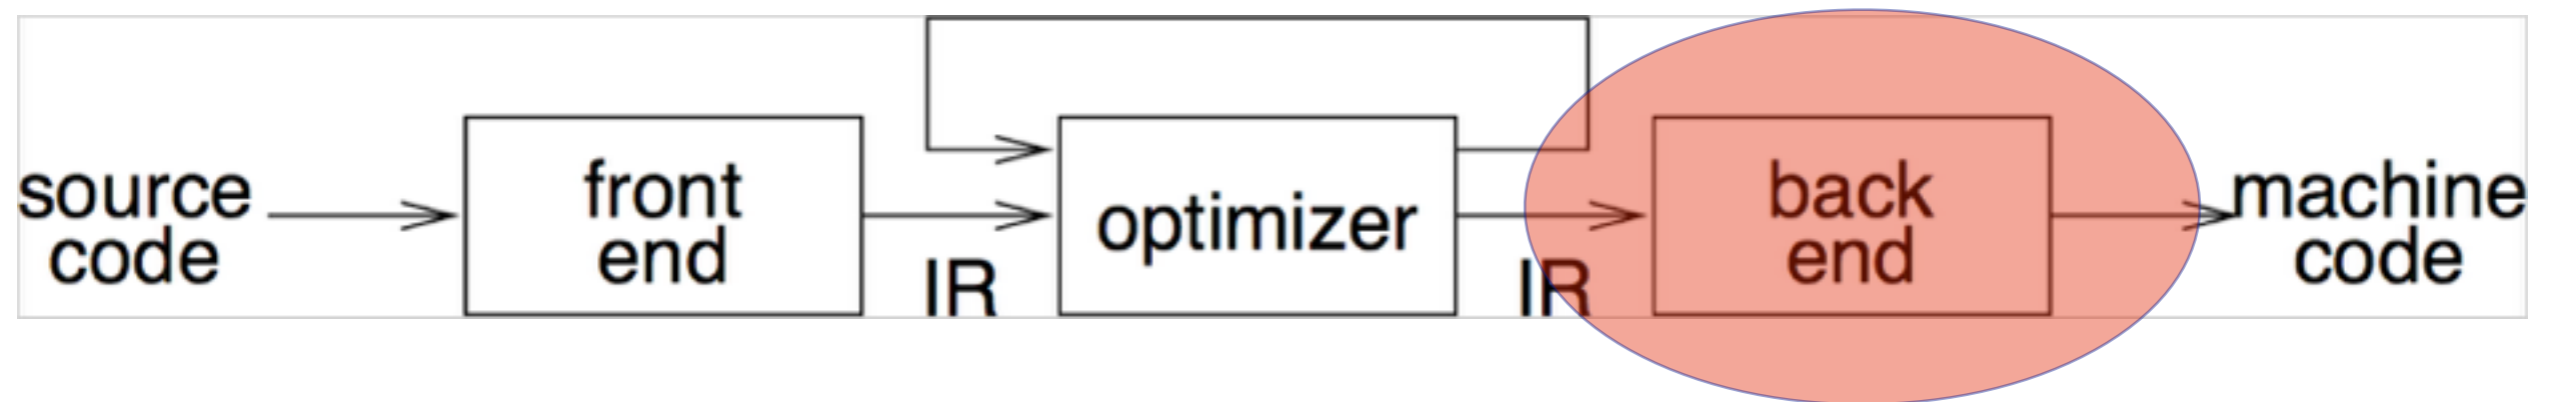 source
code
front
end
IR
optimizer
IR
back
end
machine
code